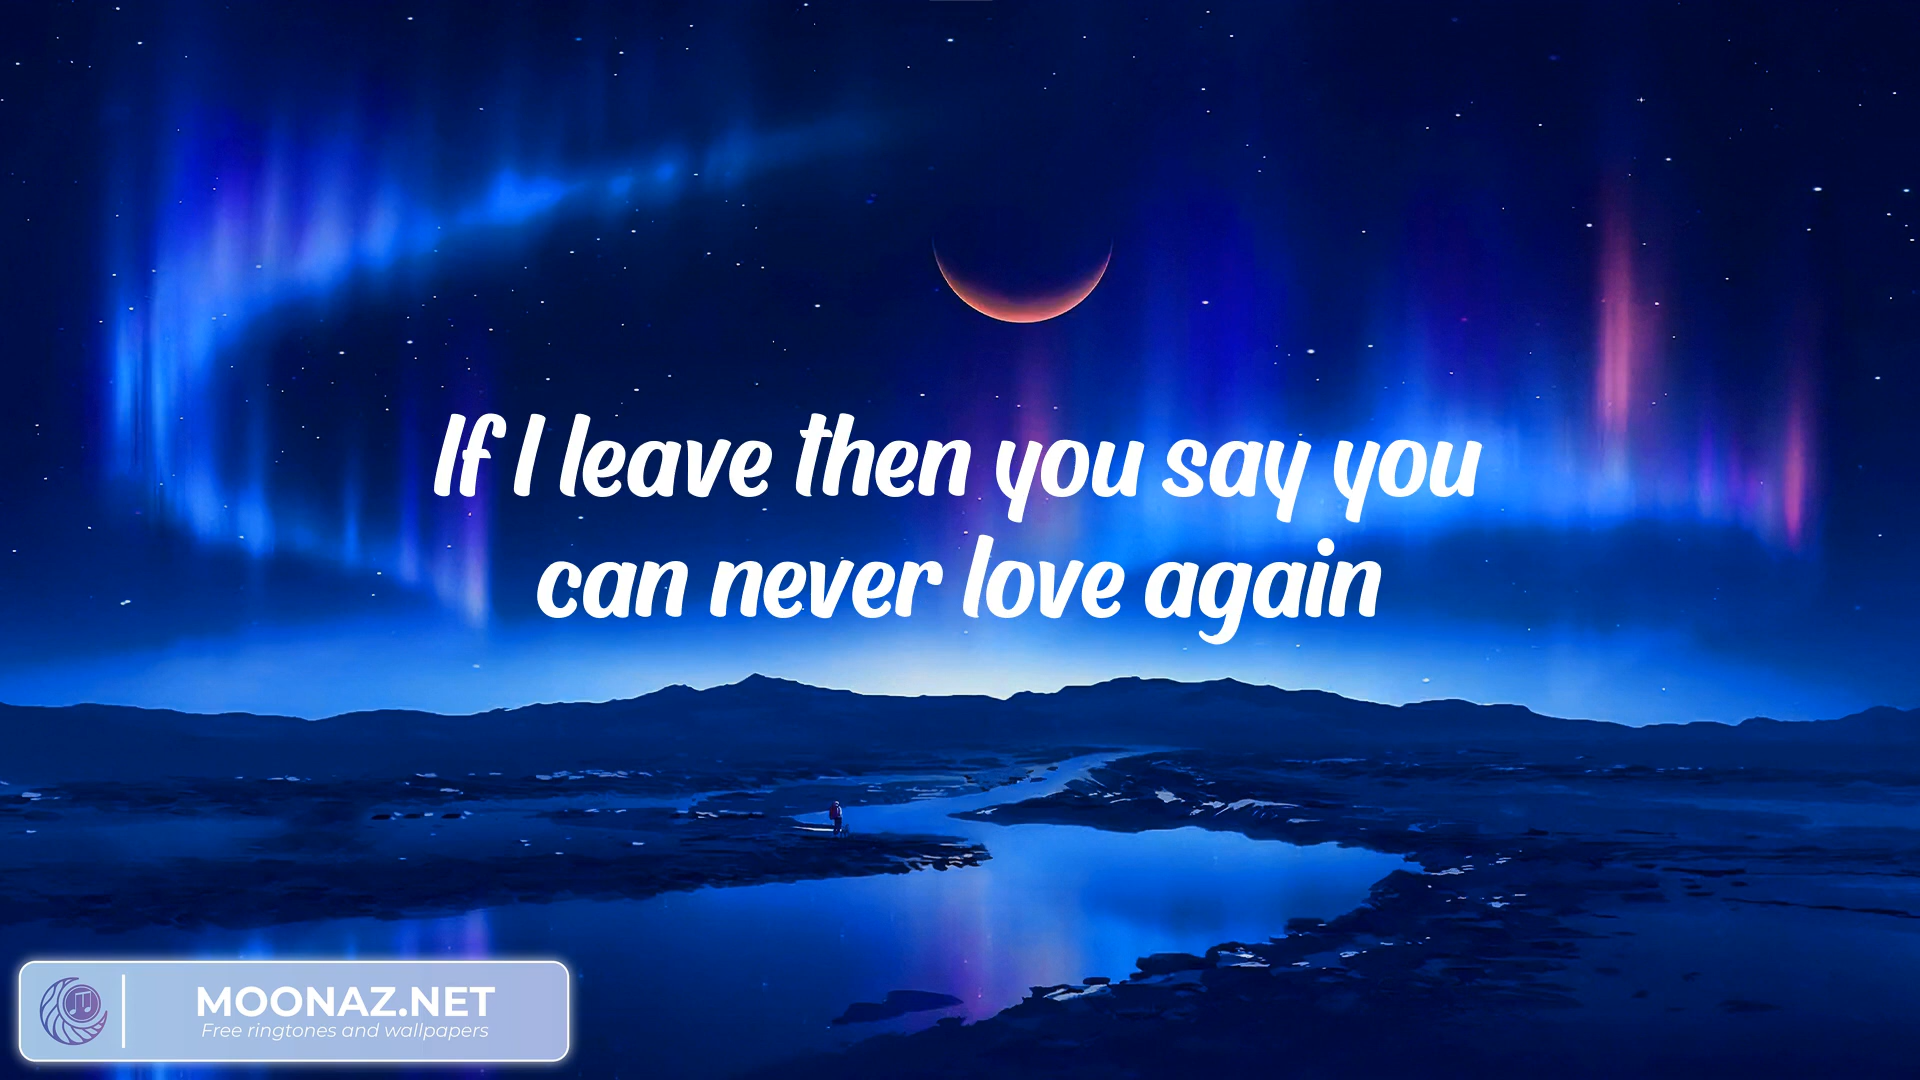 If I leave then you say you
can never love again
MOONAZ.NET
Free ringtones and wallpapers